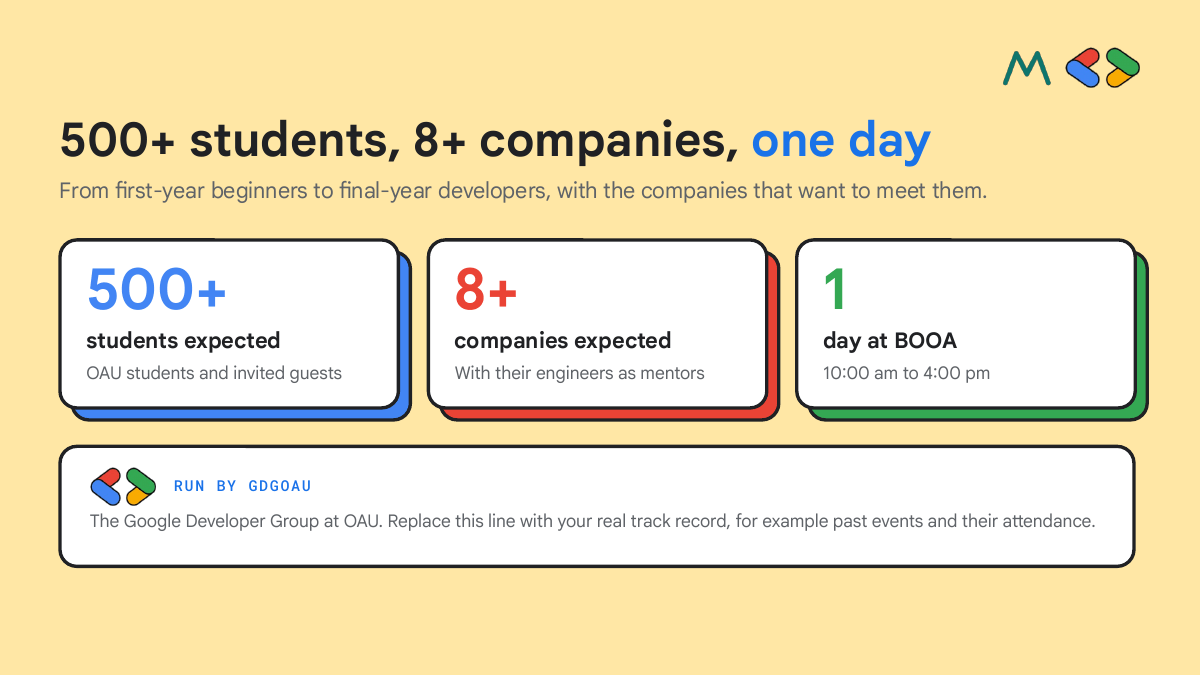 500+ students, 8+ companies, one day
From first-year beginners to final-year developers, with the companies that want to meet them.
500+
students expected
OAU students and invited guests
8+
companies expected
With their engineers as mentors
1
day at BOOA
10:00 am to 4:00 pm
RUN BY GDGOAU
The Google Developer Group at OAU. Replace this line with your real track record, for example past events and their attendance.